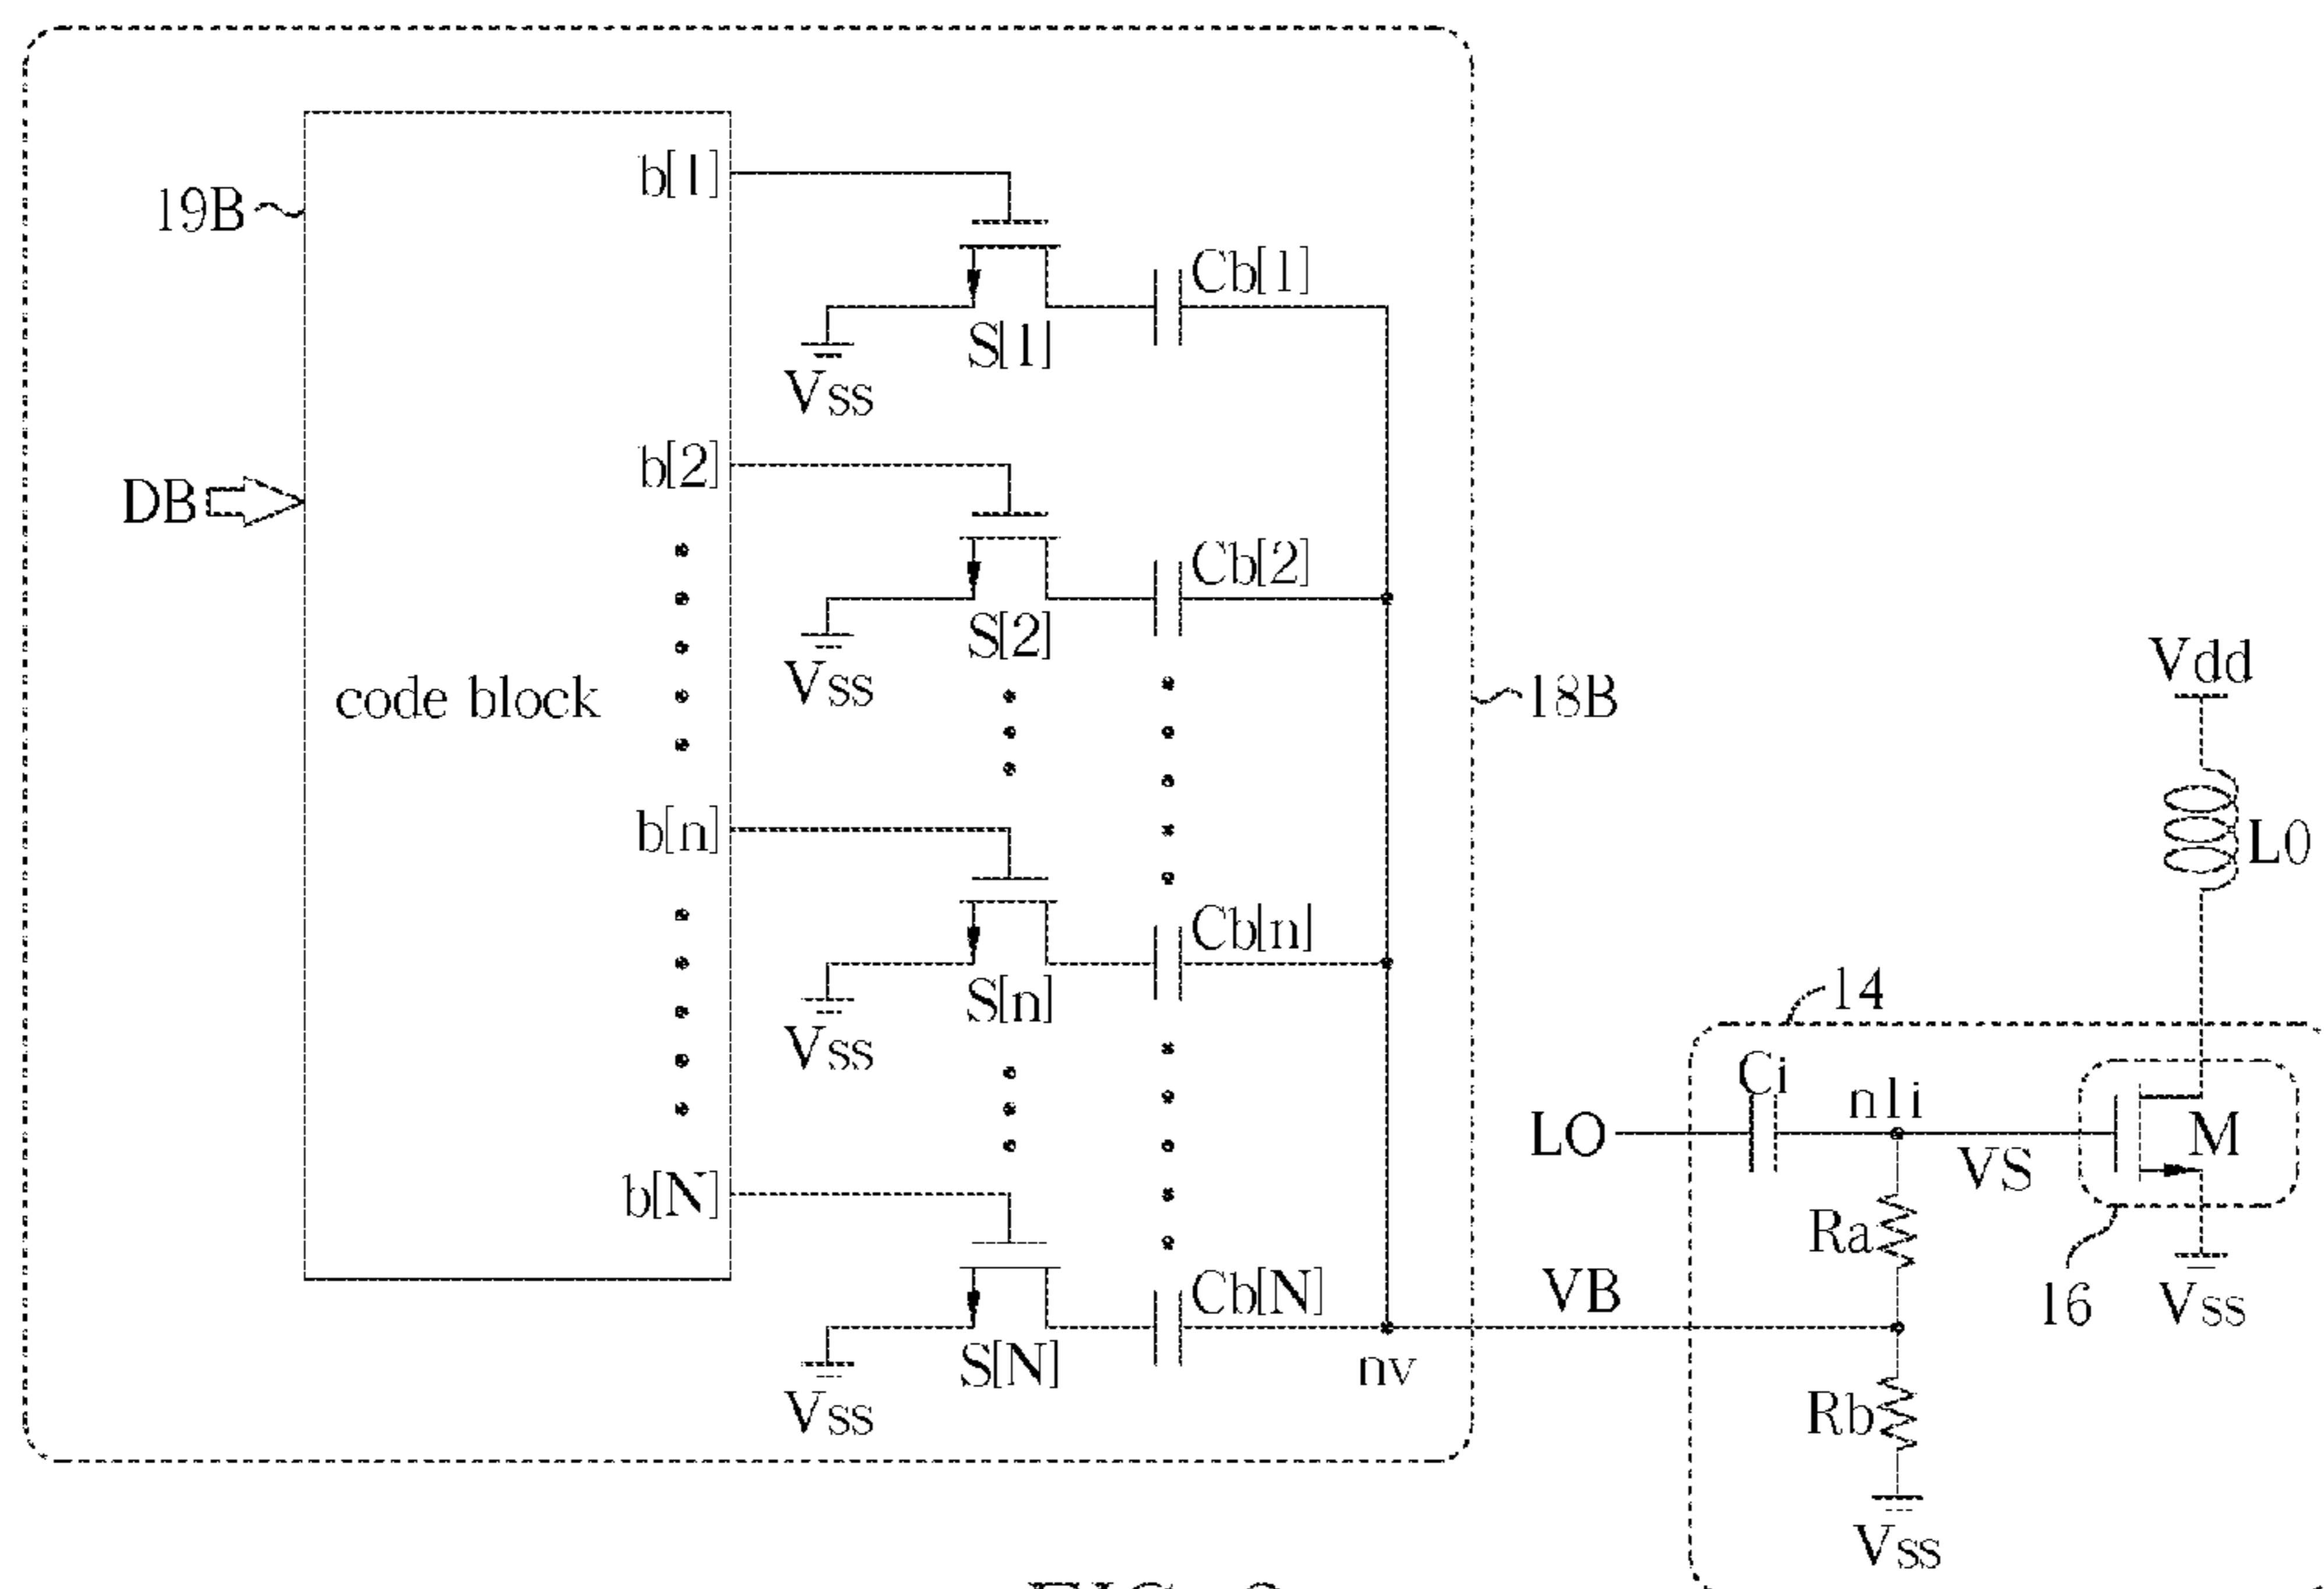 b[1]
19B
Cb[1]
S[1]
Vss
b[2]
DB
Cb[2]
S[2]
Vss
code block
18B
Vdd
b[n]
L0
Cb[n]
S[n]
Vss
14
Ci
nli
LO
VS
M
b[N]
Ra
Cb[N]
VB
16
Vss
S[N]
nv
Vss
Rb
Vss